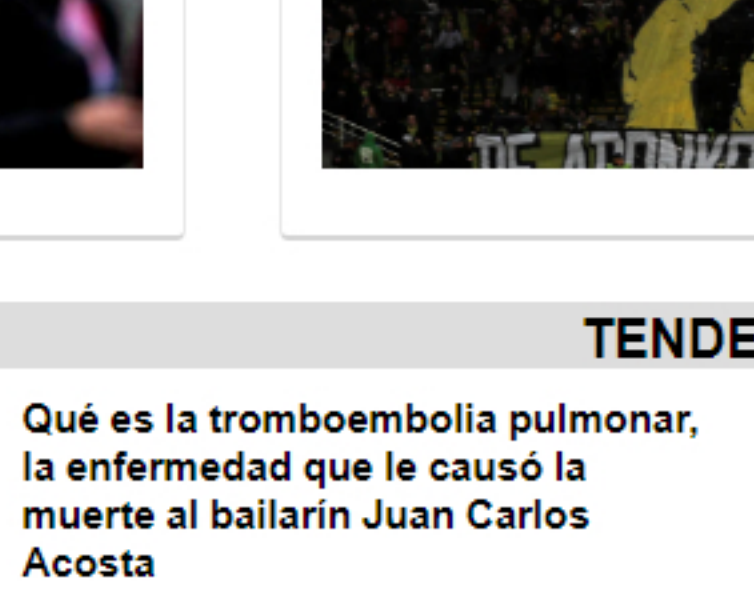 TENDE
Qué es la tromboembolia pulmonar,
la enfermedad que le causó la
muerte al bailarín Juan Carlos
Acosta